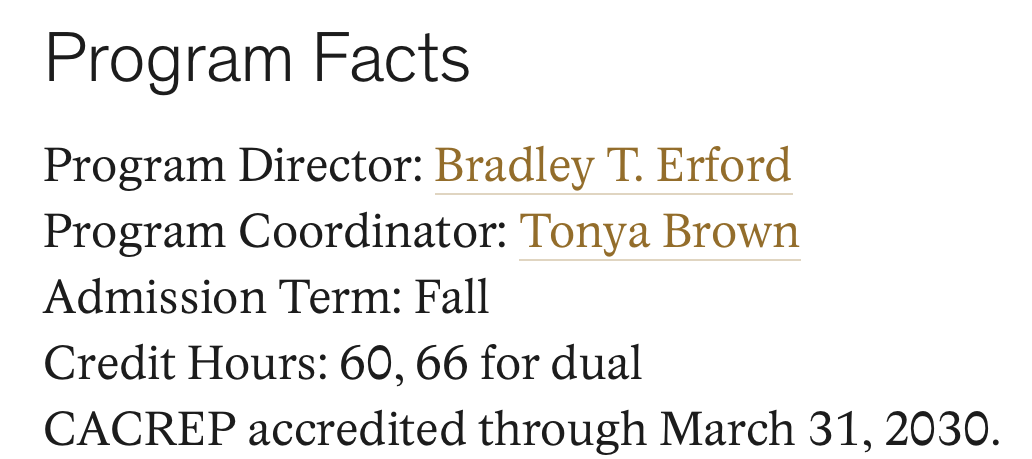 Program Facts
Program Director: Bradley T. Erford
Program Coordinator: Tonya Brown
Admission Term: Fall
Credit Hours: 60, 66 for dual
CACREP accredited through March 31, 2030.